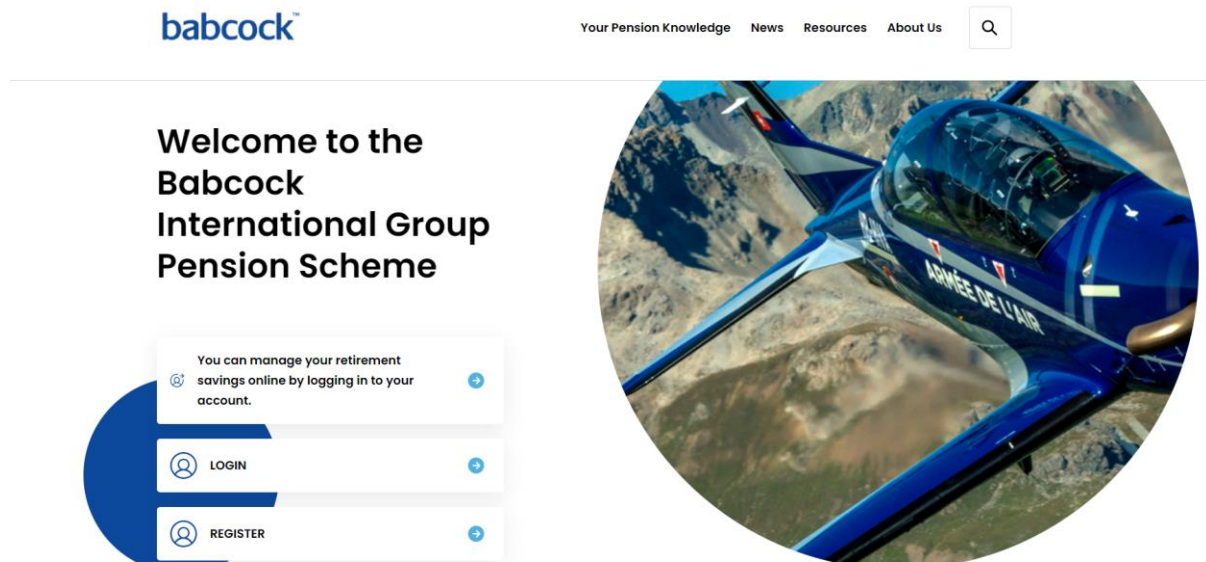 babcock™
Your Pension Knowledge News Resources About Us
Welcome to the
Babcock
International Group
Pension Scheme
You can manage your retirement
savings online by logging in to your
account.
LOGIN
REGISTER
ARMÉE DE L'AIR